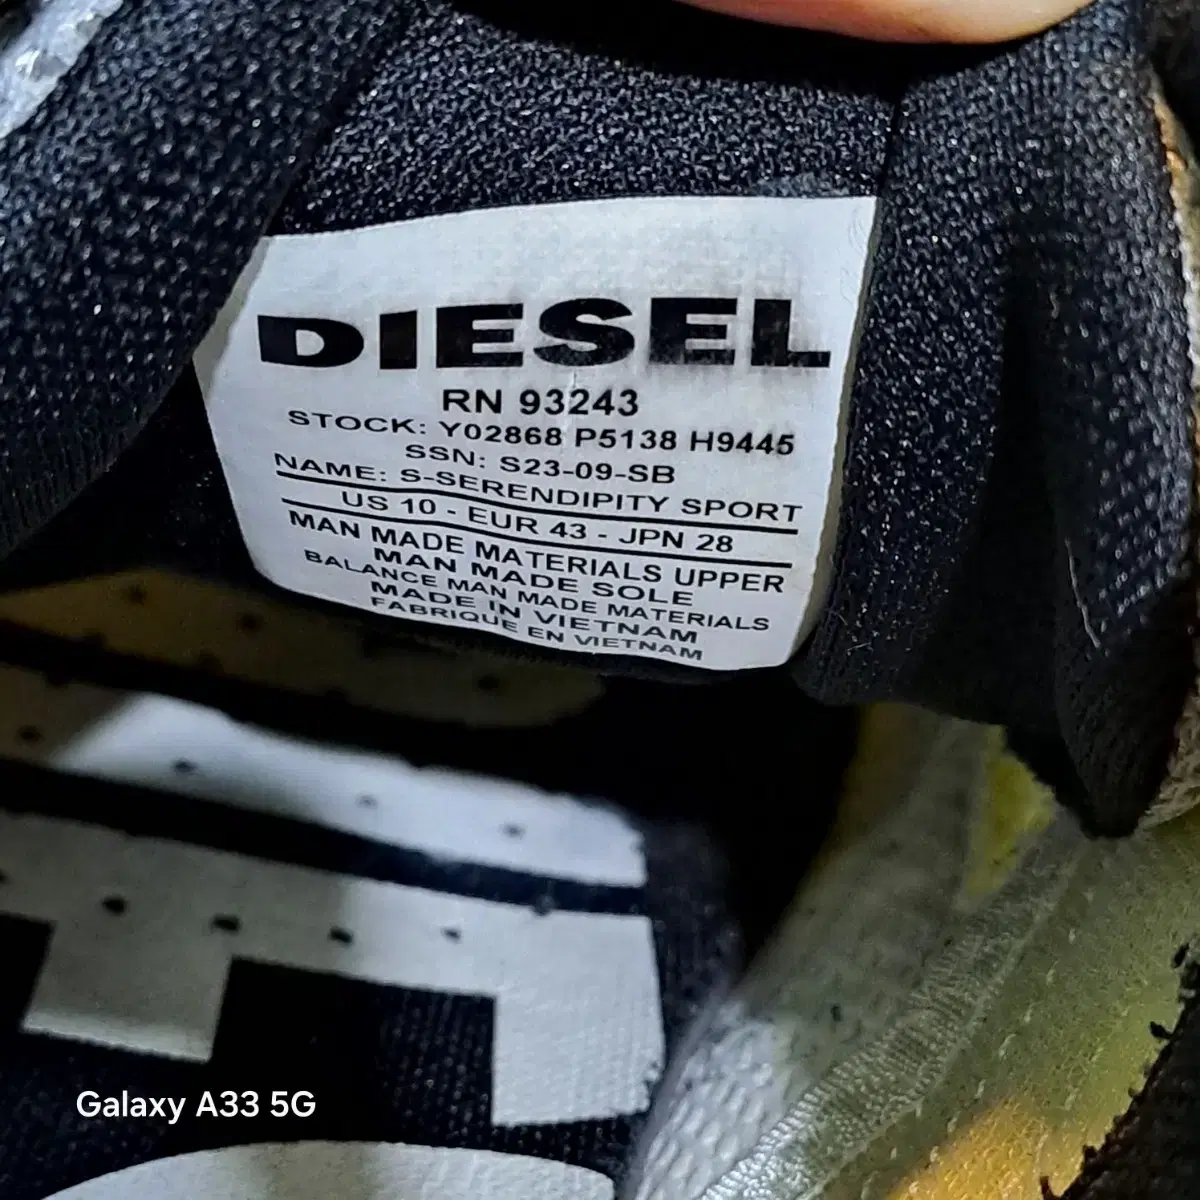 DIESEL
RN 93243
STOCK: Y02868 P5138 H9445
SSN: S23-09-SB
NAME: S-SERENDIPITY SPORT
US 10 - EUR 43 - JPN 28
MAN MADE MATERIALS UPPER
MAN MADE SOLE
BALANCE MAN MADE MATERIALS
MADE IN VIETNAM
FABRIQUE EN VIETNAM
Galaxy A33 5G